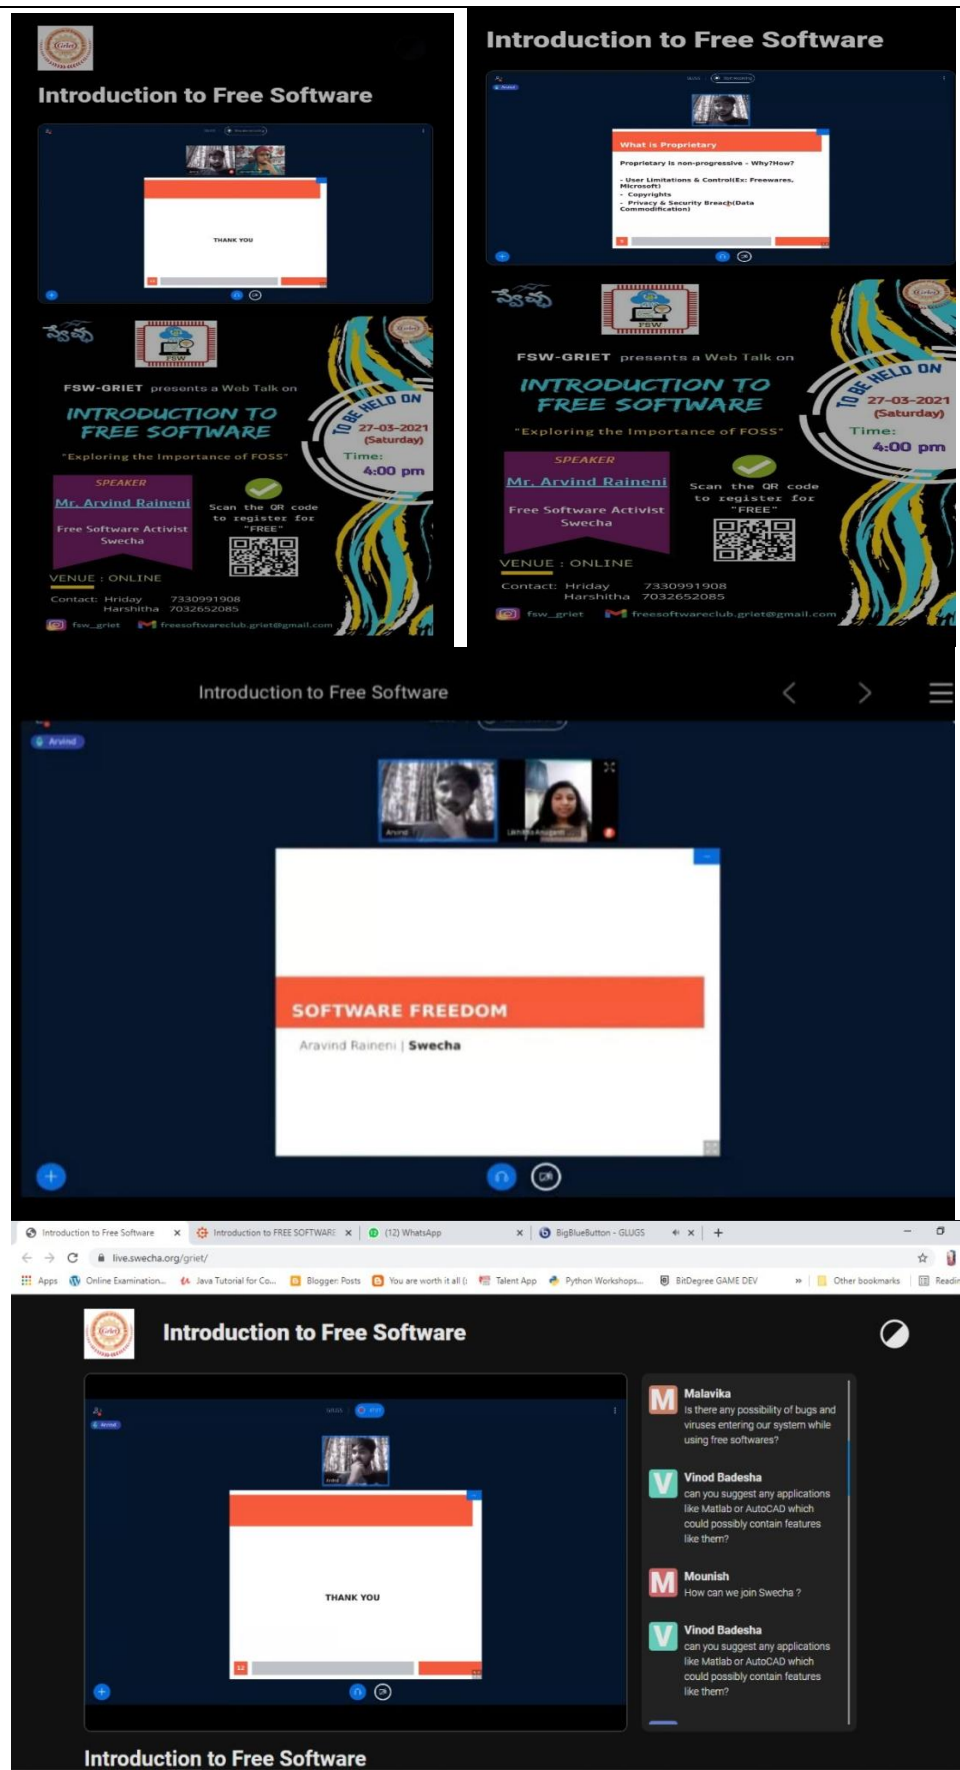 Introduction to Free Software
THANK YOU
స్వేచ్ఛ
FSW
FSW-GRIET presents a Web Talk on
INTRODUCTION TO
FREE SOFTWARE
"Exploring the Importance of FOSS"
TO BE HELD ON
27-03-2021
(Saturday)
Time:
4:00 pm
SPEAKER
Mr. Arvind Raineni
Free Software Activist
Swecha
Scan the QR code
to register for
"FREE"
VENUE : ONLINE
Contact: Hriday 7330991908
Harshitha 7032652085
fsw_griet freesoftwareclub.griet@gmail.com
Introduction to Free Software
Arvind
What is Proprietary
Proprietary is non-progressive - Why?How?
- User Limitations & Control(Ex: Freewares,
Microsoft)
- Copyrights
- Privacy & Security Breach(Data
Commodification)
స్వేచ్ఛ
FSW
FSW-GRIET presents a Web Talk on
INTRODUCTION TO
FREE SOFTWARE
"Exploring the Importance of FOSS"
TO BE HELD ON
27-03-2021
(Saturday)
Time:
4:00 pm
SPEAKER
Mr. Arvind Raineni
Free Software Activist
Swecha
Scan the QR code
to register for
"FREE"
VENUE : ONLINE
Contact: Hriday 7330991908
Harshitha 7032652085
fsw_griet freesoftwareclub.griet@gmail.com
Introduction to Free Software
Arvind
Arvind
SOFTWARE FREEDOM
Aravind Raineni | Swecha
Introduction to Free Software Introduction to FREE SOFTWARE (12) WhatsApp BigBlueButton - GLUGS
live.swecha.org/griet/
Apps Online Examination... Java Tutorial for Co... Blogger: Posts You are worth it all (: Talent App Python Workshops... BitDegree GAME DEV Other bookmarks Readin
Introduction to Free Software
Arvind
Arvind
THANK YOU
12
M Malavika
Is there any possibility of bugs and
viruses entering our system while
using free softwares?
V Vinod Badesha
can you suggest any applications
like Matlab or AutoCAD which
could possibly contain features
like them?
M Mounish
How can we join Swecha ?
V Vinod Badesha
can you suggest any applications
like Matlab or AutoCAD which
could possibly contain features
like them?
Introduction to Free Software